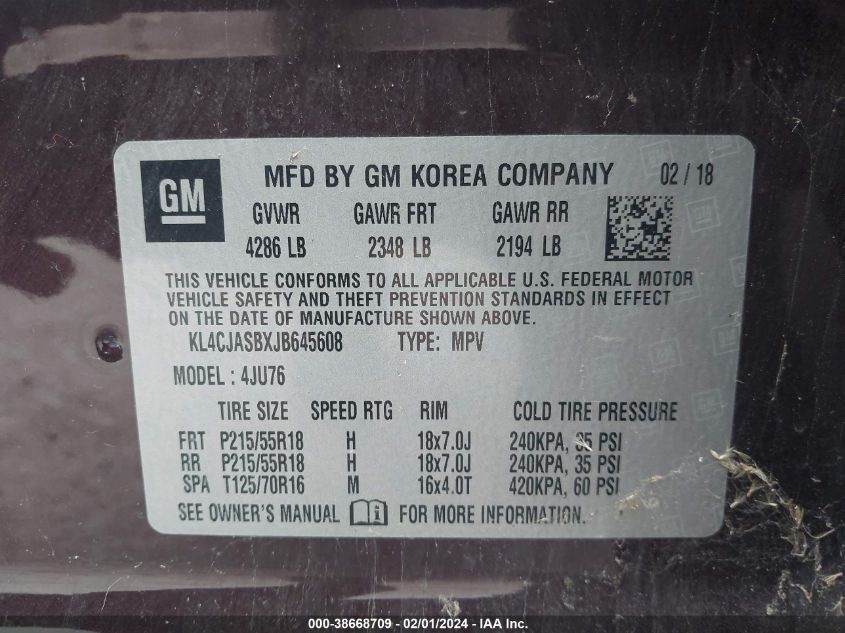 GM
MFD BY GM KOREA COMPANY 02 / 18
GVWR GAWR FRT GAWR RR
4286 LB 2348 LB 2194 LB
THIS VEHICLE CONFORMS TO ALL APPLICABLE U.S. FEDERAL MOTOR
VEHICLE SAFETY AND THEFT PREVENTION STANDARDS IN EFFECT
ON THE DATE OF MANUFACTURE SHOWN ABOVE.
KL4CJASBXJB645608 TYPE: MPV
MODEL : 4JU76
TIRE SIZE SPEED RTG RIM COLD TIRE PRESSURE
FRT P215/55R18 H 18x7.0J 240KPA, 35 PSI
RR P215/55R18 H 18x7.0J 240KPA, 35 PSI
SPA T125/70R16 M 16x4.0T 420KPA, 60 PSI
SEE OWNER'S MANUAL FOR MORE INFORMATION.
000-38668709 - 02/01/2024 - IAA Inc.